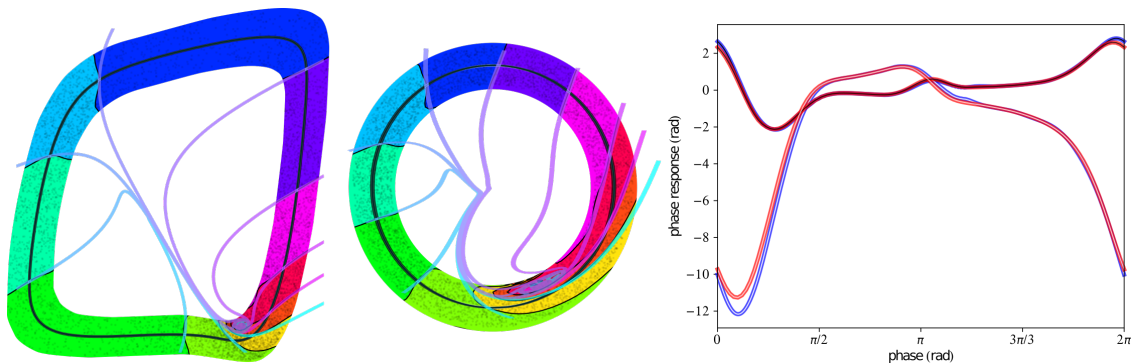 phase response (rad)
2
0
−2
−4
−6
−8
−10
−12
0
π/2
π
3π/3
2π
phase (rad)